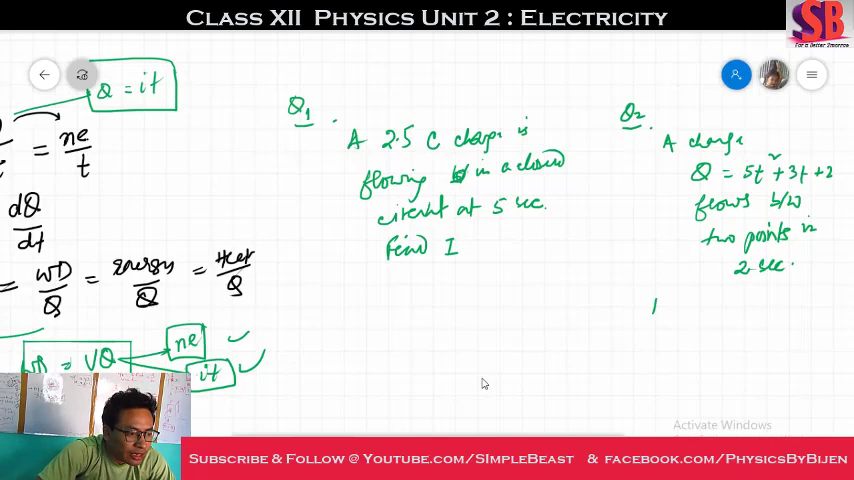 CLASS XII PHYSICS UNIT 2 : ELECTRICITY
SB
For a Better 2morrow
Q = it
= ne/t
dQ/dt
= WD/Q = Energy/Q = Heat/Q
= VQ
ne
it
Q1
A 2.5 C charge is
flowing in a closed
circuit at 5 sec.
find I
Q2
A charge
Q = 5t² + 3t + 2
flows b/w
two points in
2 sec.
Activate Windows
SUBSCRIBE & FOLLOW @ YOUTUBE.COM/SIMPLEBEAST & FACEBOOK.COM/PHYSICSBYBIJEN